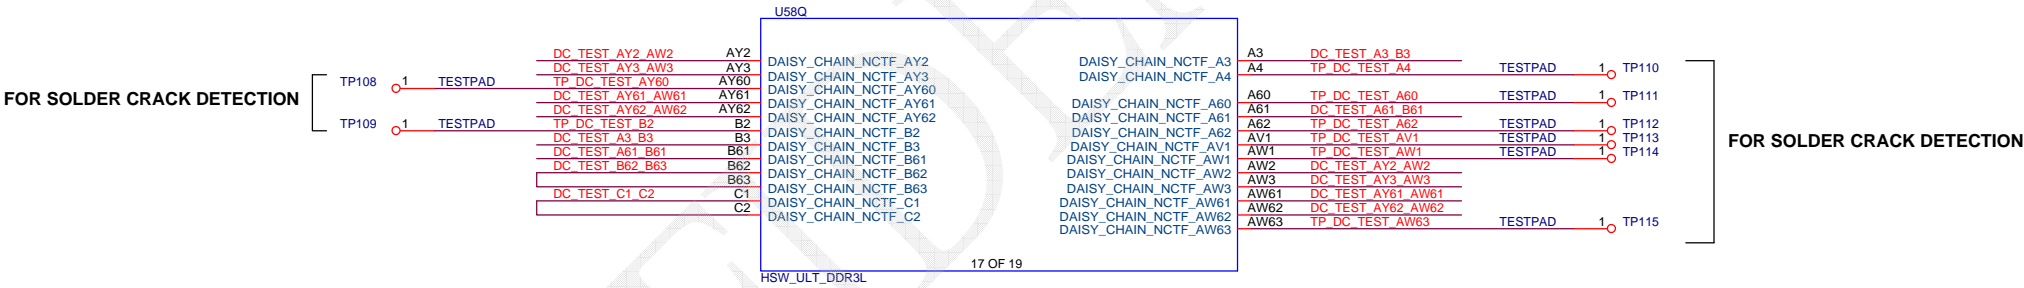 U58Q
DC_TEST_AY2_AW2 AY2 DAISY_CHAIN_NCTF_AY2 DAISY_CHAIN_NCTF_A3 A3 DC_TEST_A3_B3
DC_TEST_AY3_AW3 AY3 DAISY_CHAIN_NCTF_AY3 DAISY_CHAIN_NCTF_A4 A4 TP_DC_TEST_A4 TESTPAD 1 TP110
TP108 1 TESTPAD TP_DC_TEST_AY60 AY60 DAISY_CHAIN_NCTF_AY60
FOR SOLDER CRACK DETECTION DC_TEST_AY61_AW61 AY61 DAISY_CHAIN_NCTF_AY61 DAISY_CHAIN_NCTF_A60 A60 TP_DC_TEST_A60 TESTPAD 1 TP111
DC_TEST_AY62_AW62 AY62 DAISY_CHAIN_NCTF_AY62 DAISY_CHAIN_NCTF_A61 A61 DC_TEST_A61_B61
TP109 1 TESTPAD TP_DC_TEST_B2 B2 DAISY_CHAIN_NCTF_B2 DAISY_CHAIN_NCTF_A62 A62 TP_DC_TEST_A62 TESTPAD 1 TP112
DC_TEST_A3_B3 B3 DAISY_CHAIN_NCTF_B3 DAISY_CHAIN_NCTF_AV1 AV1 TP_DC_TEST_AV1 TESTPAD 1 TP113 FOR SOLDER CRACK DETECTION
DC_TEST_A61_B61 B61 DAISY_CHAIN_NCTF_B61 DAISY_CHAIN_NCTF_AW1 AW1 TP_DC_TEST_AW1 TESTPAD 1 TP114
DC_TEST_B62_B63 B62 DAISY_CHAIN_NCTF_B62 DAISY_CHAIN_NCTF_AW2 AW2 DC_TEST_AY2_AW2
B63 DAISY_CHAIN_NCTF_B63 DAISY_CHAIN_NCTF_AW3 AW3 DC_TEST_AY3_AW3
DC_TEST_C1_C2 C1 DAISY_CHAIN_NCTF_C1 DAISY_CHAIN_NCTF_AW61 AW61 DC_TEST_AY61_AW61
C2 DAISY_CHAIN_NCTF_C2 DAISY_CHAIN_NCTF_AW62 AW62 DC_TEST_AY62_AW62
DAISY_CHAIN_NCTF_AW63 AW63 TP_DC_TEST_AW63 TESTPAD 1 TP115
17 OF 19
HSW_ULT_DDR3L